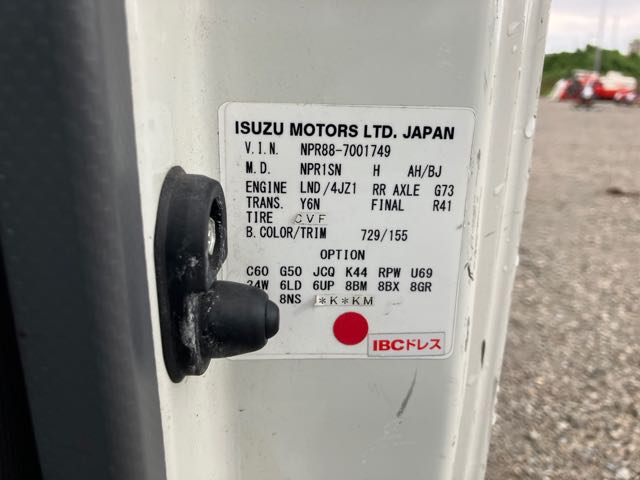 ISUZU MOTORS LTD. JAPAN
V.I.N. NPR88-7001749
M.D. NPR1SN H AH/BJ
ENGINE LND/4JZ1 RR AXLE G73
TRANS. Y6N FINAL R41
TIRE CVF
B.COLOR/TRIM 729/155
OPTION
C60 G50 JCQ K44 RPW U69
24W 6LD 6UP 8BM 8BX 8GR
8NS *K*KM
IBCドレス